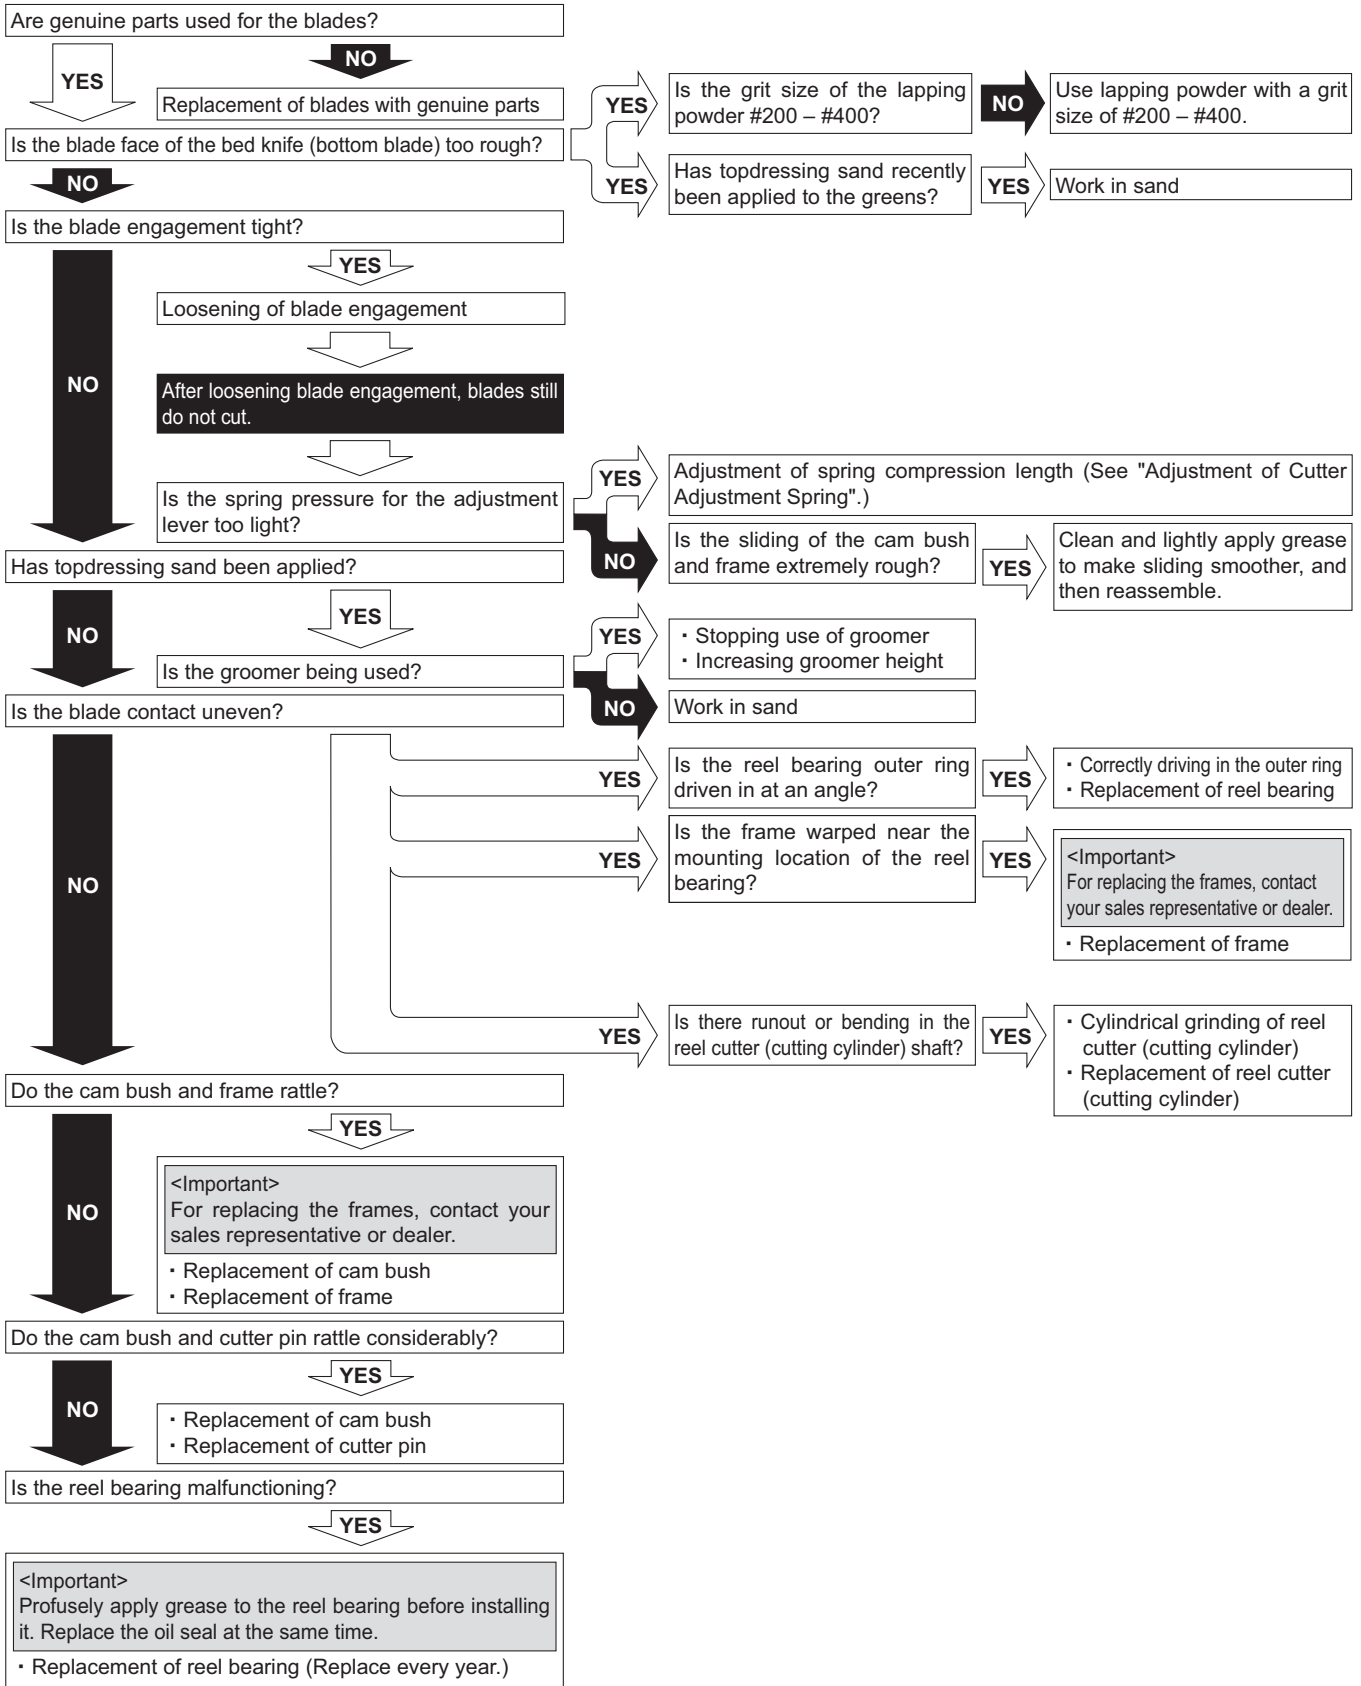 Are genuine parts used for the blades?
YES
NO
Replacement of blades with genuine parts
Is the blade face of the bed knife (bottom blade) too rough?
YES
Is the grit size of the lapping
powder #200 – #400?
NO
Use lapping powder with a grit
size of #200 – #400.
YES
Has topdressing sand recently
been applied to the greens?
YES
Work in sand
NO
Is the blade engagement tight?
YES
Loosening of blade engagement
NO
After loosening blade engagement, blades still
do not cut.
Is the spring pressure for the adjustment
lever too light?
YES
Adjustment of spring compression length (See "Adjustment of Cutter
Adjustment Spring".)
NO
Is the sliding of the cam bush
and frame extremely rough?
YES
Clean and lightly apply grease
to make sliding smoother, and
then reassemble.
Has topdressing sand been applied?
NO
YES
Is the groomer being used?
YES
・Stopping use of groomer
・Increasing groomer height
NO
Work in sand
Is the blade contact uneven?
YES
Is the reel bearing outer ring
driven in at an angle?
YES
・Correctly driving in the outer ring
・Replacement of reel bearing
YES
Is the frame warped near the
mounting location of the reel
bearing?
YES
<Important>
For replacing the frames, contact
your sales representative or dealer.
・Replacement of frame
NO
YES
Is there runout or bending in the
reel cutter (cutting cylinder) shaft?
YES
・Cylindrical grinding of reel
cutter (cutting cylinder)
・Replacement of reel cutter
(cutting cylinder)
Do the cam bush and frame rattle?
YES
NO
<Important>
For replacing the frames, contact your
sales representative or dealer.
・Replacement of cam bush
・Replacement of frame
Do the cam bush and cutter pin rattle considerably?
YES
NO
・Replacement of cam bush
・Replacement of cutter pin
Is the reel bearing malfunctioning?
YES
<Important>
Profusely apply grease to the reel bearing before installing
it. Replace the oil seal at the same time.
・Replacement of reel bearing (Replace every year.)